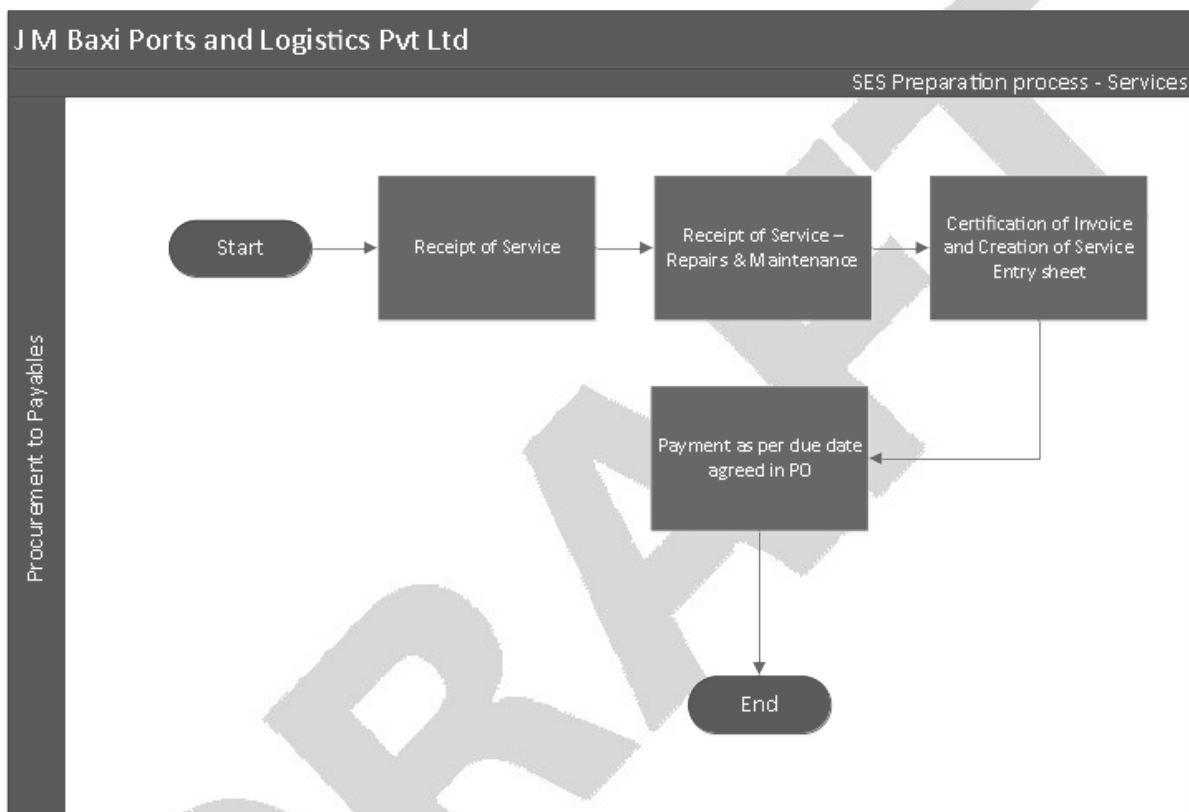 J M Baxi Ports and Logistics Pvt Ltd
SES Preparation process - Services
Procurement to Payables
Start
Receipt of Service
Receipt of Service –
Repairs & Maintenance
Certification of Invoice
and Creation of Service
Entry sheet
Payment as per due date
agreed in PO
End
DRAFT